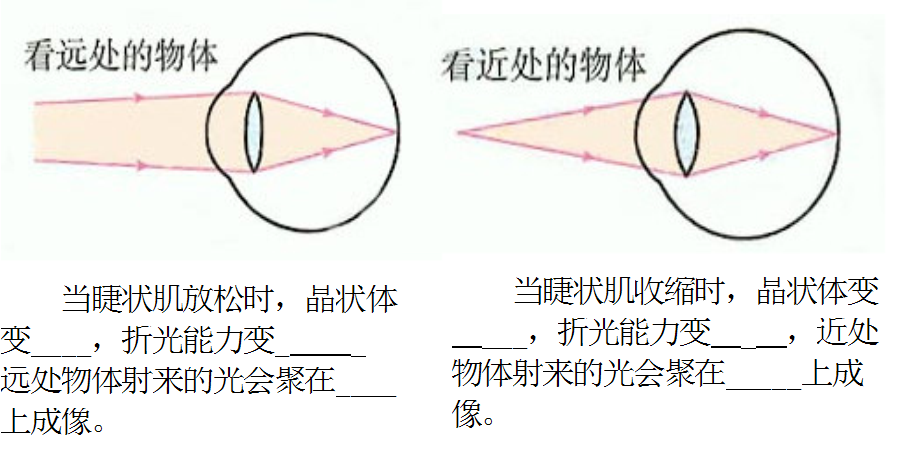 看远处的物体
看近处的物体
当睫状肌放松时，晶状体
变____，折光能力变______
远处物体射来的光会聚在____
上成像。
当睫状肌收缩时，晶状体变
_____，折光能力变_____，近处
物体射来的光会聚在_____上成
像。